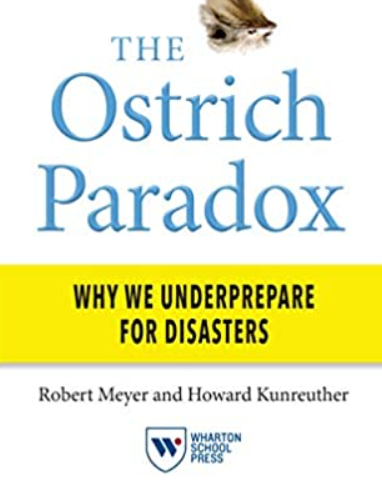 THE
Ostrich
Paradox
WHY WE UNDERPREPARE
FOR DISASTERS
Robert Meyer and Howard Kunreuther
W
WHARTON
SCHOOL
PRESS